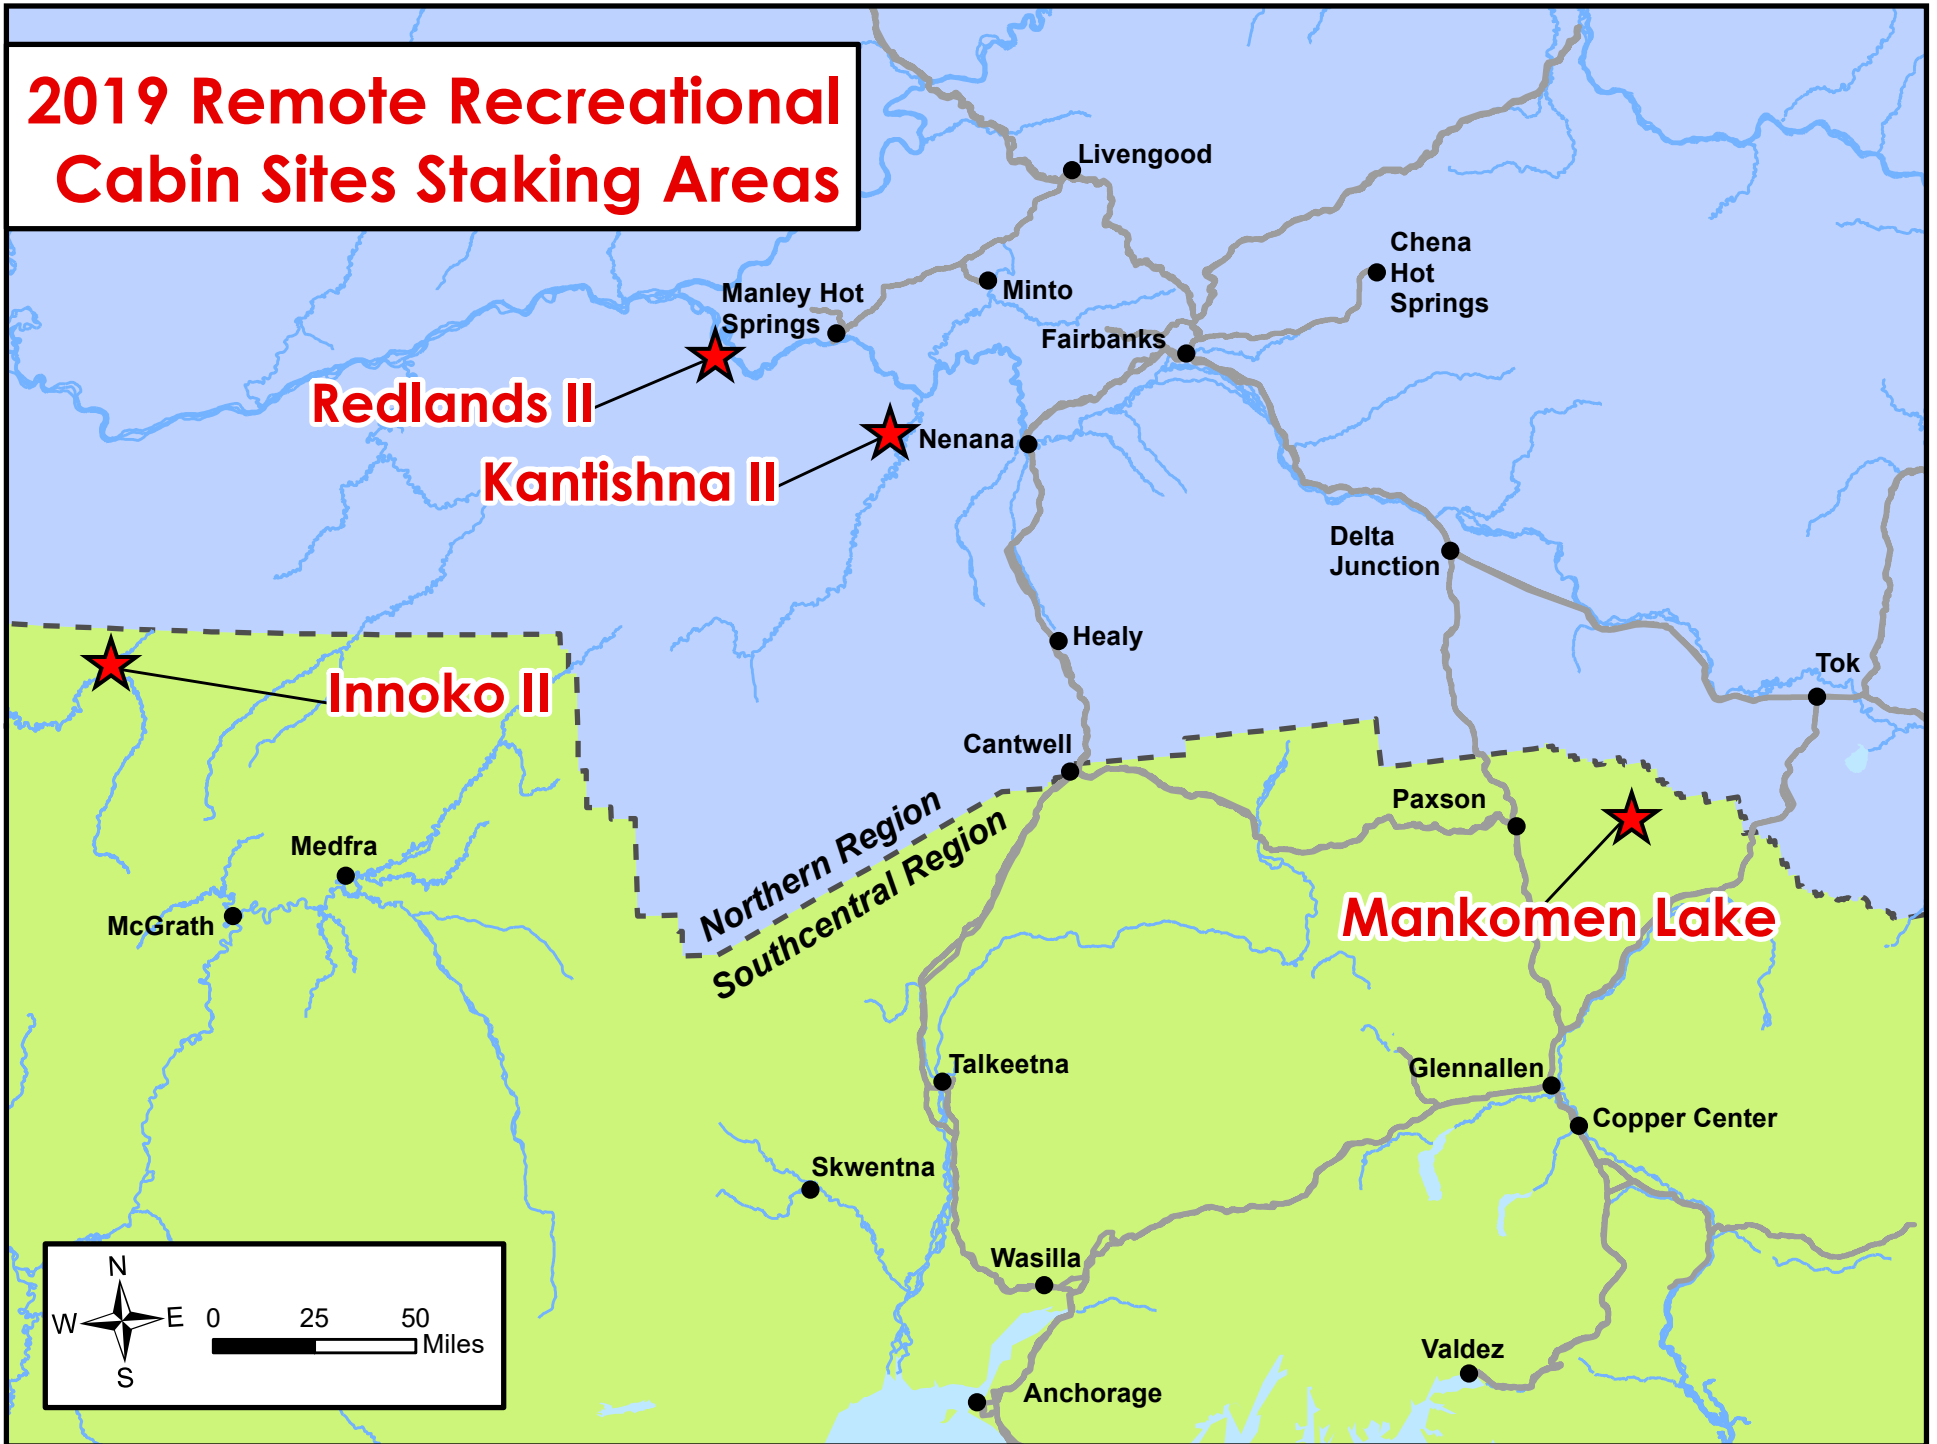 2019 Remote Recreational
Cabin Sites Staking Areas
Livengood
Chena
Hot
Springs
Manley Hot
Springs
Minto
Fairbanks
Redlands II
Nenana
Kantishna II
Delta
Junction
Healy
Tok
Innoko II
Cantwell
Paxson
Northern Region
Southcentral Region
Medfra
McGrath
Mankomen Lake
Talkeetna
Glennallen
Copper Center
Skwentna
Wasilla
Valdez
Anchorage
N
W E
S
0 25 50
Miles